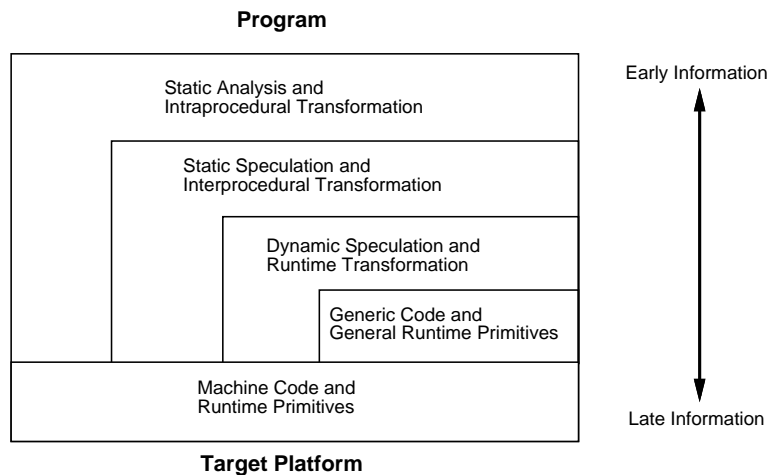 Program
Early Information
Static Analysis and
Intraprocedural Transformation
Static Speculation and
Interprocedural Transformation
Dynamic Speculation and
Runtime Transformation
Generic Code and
General Runtime Primitives
Machine Code and
Runtime Primitives
Late Information
Target Platform